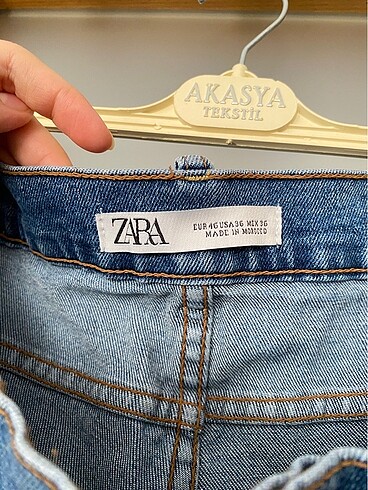 AKASYA
TEKSTİL
ZARA
EUR 46 USA 36 MEX 36
MADE IN MOROCCO